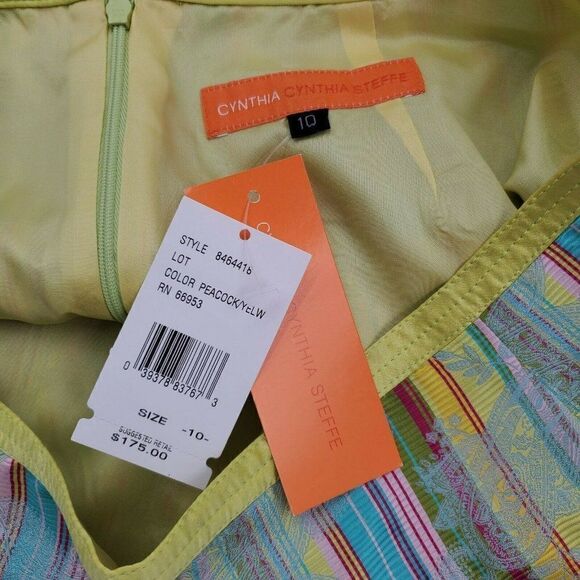 CYNTHIA CYNTHIA STEFFE
10
STYLE 8464416
LOT
COLOR PEACOCK/YELW
RN 66953
0 39378 83767 3
SIZE -10-
SUGGESTED RETAIL
$175.00
CYNTHIA STEFFE